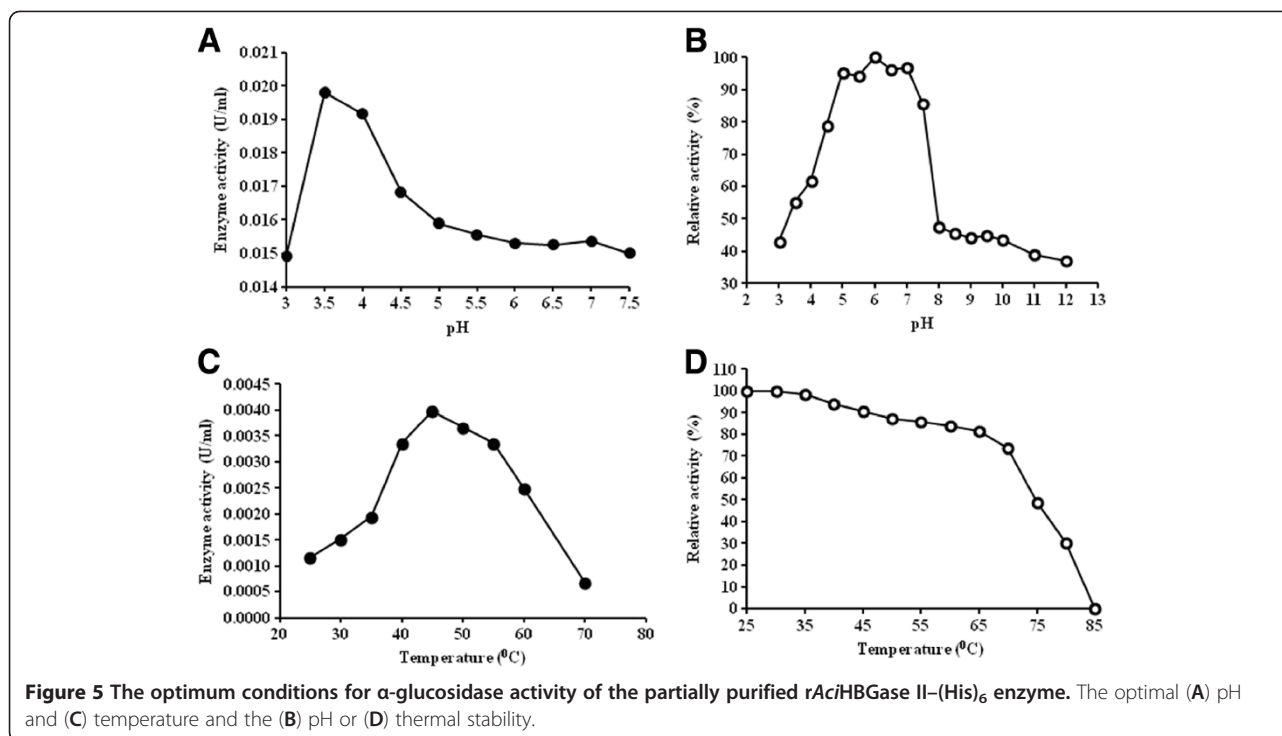 A
Enzyme activity (U/ml)
0.021
0.020
0.019
0.018
0.017
0.016
0.015
0.014
3 3.5 4 4.5 5 5.5 6 6.5 7 7.5
pH
B
Relative activity (%)
100
90
80
70
60
50
40
30
2 3 4 5 6 7 8 9 10 11 12 13
pH
C
Enzyme activity (U/ml)
0.0045
0.0040
0.0035
0.0030
0.0025
0.0020
0.0015
0.0010
0.0005
0.0000
20 30 40 50 60 70 80
Temperature (⁰C)
D
Relative activity (%)
110
100
90
80
70
60
50
40
30
20
10
0
25 35 45 55 65 75 85
Temperature (⁰C)
Figure 5 The optimum conditions for α-glucosidase activity of the partially purified rAciHBGase II–(His)₆ enzyme. The optimal (A) pH
and (C) temperature and the (B) pH or (D) thermal stability.